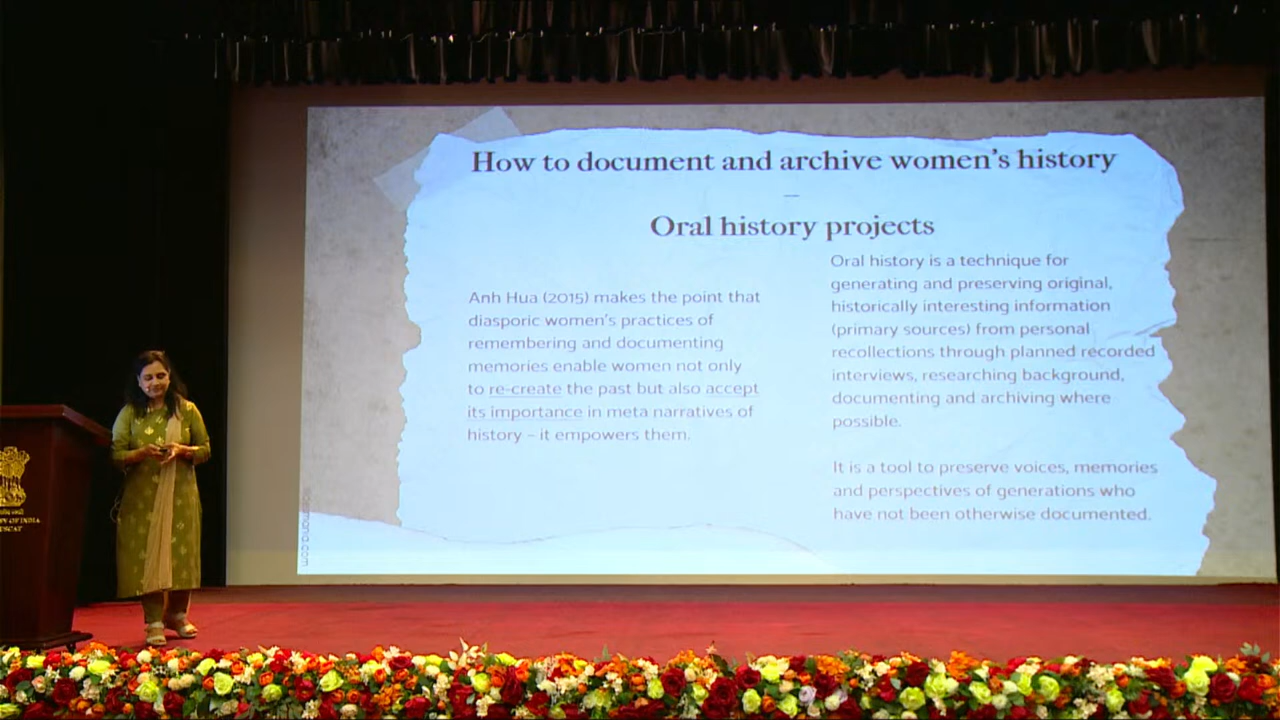 How to document and archive women's history
–
Oral history projects
Anh Hua (2015) makes the point that
diasporic women's practices of
remembering and documenting
memories enable women not only
to re-create the past but also accept
its importance in meta narratives of
history – it empowers them.
Oral history is a technique for
generating and preserving original,
historically interesting information
(primary sources) from personal
recollections through planned recorded
interviews, researching background,
documenting and archiving where
possible.
It is a tool to preserve voices, memories
and perspectives of generations who
have not been otherwise documented.
OF INDIA
USCAT